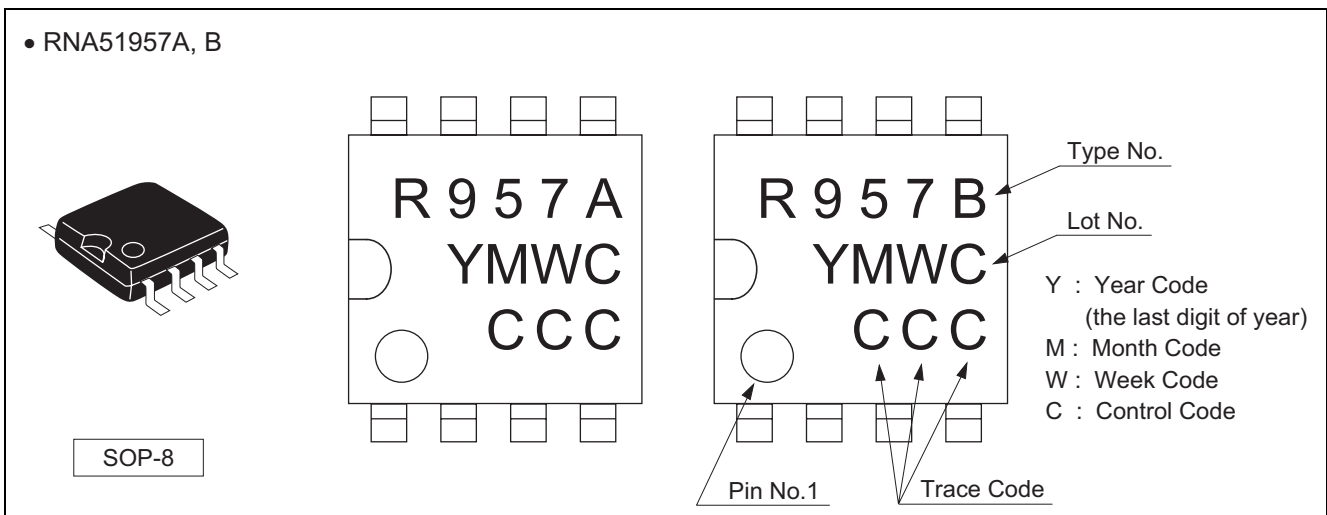 • RNA51957A, B
R957A
YMWC
CCC
R957B
YMWC
CCC
Type No.
Lot No.
Y : Year Code
(the last digit of year)
M : Month Code
W : Week Code
C : Control Code
SOP-8
Pin No.1
Trace Code